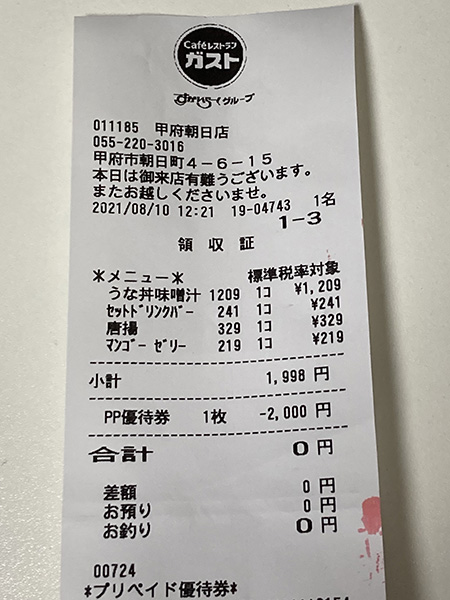 Caféレストラン
ガスト
すかいらーくグループ
011185 甲府朝日店
055-220-3016
甲府市朝日町4-6-15
本日は御来店有難うございます。
またお越しくださいませ。
2021/08/10 12:21 19-04743 1名
1-3
領収証
*メニュー* 標準税率対象
うな丼味噌汁 1209 1コ ¥1,209
セットドリンクバー 241 1コ ¥241
唐揚 329 1コ ¥329
マンゴー ゼリー 219 1コ ¥219
小計 1,998 円
PP優待券 1枚 -2,000 円
合計 0 円
差額 0 円
お預り 0 円
お釣り 0 円
00724
*プリペイド優待券*